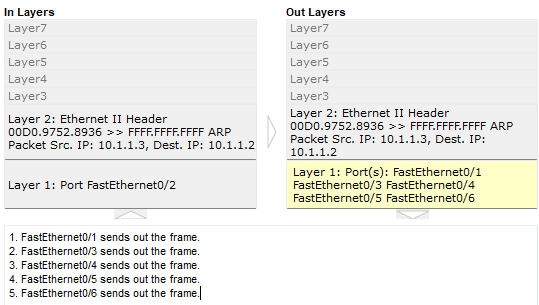 In Layers
Layer7
Layer6
Layer5
Layer4
Layer3
Layer 2: Ethernet II Header
00D0.9752.8936 >> FFFF.FFFF.FFFF ARP
Packet Src. IP: 10.1.1.3, Dest. IP: 10.1.1.2
Layer 1: Port FastEthernet0/2
Out Layers
Layer7
Layer6
Layer5
Layer4
Layer3
Layer 2: Ethernet II Header
00D0.9752.8936 >> FFFF.FFFF.FFFF ARP
Packet Src. IP: 10.1.1.3, Dest. IP:
10.1.1.2
Layer 1: Port(s): FastEthernet0/1
FastEthernet0/3 FastEthernet0/4
FastEthernet0/5 FastEthernet0/6
1. FastEthernet0/1 sends out the frame.
2. FastEthernet0/3 sends out the frame.
3. FastEthernet0/4 sends out the frame.
4. FastEthernet0/5 sends out the frame.
5. FastEthernet0/6 sends out the frame.